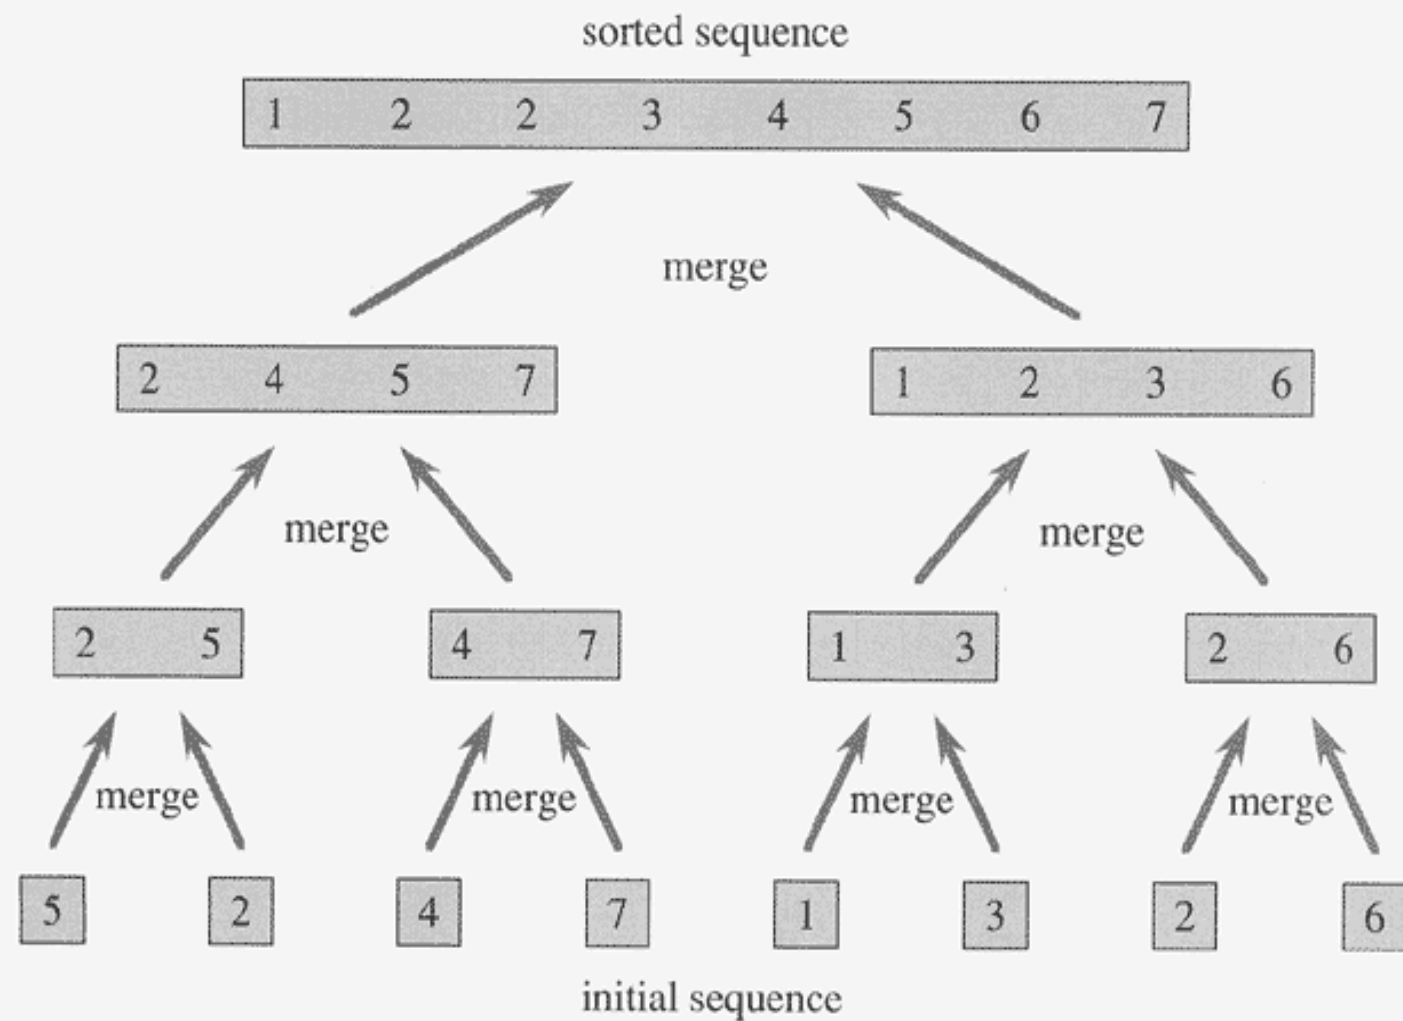 sorted sequence
1 2 2 3 4 5 6 7
merge
2 4 5 7 1 2 3 6
merge merge
2 5 4 7 1 3 2 6
merge merge merge merge
5 2 4 7 1 3 2 6
initial sequence